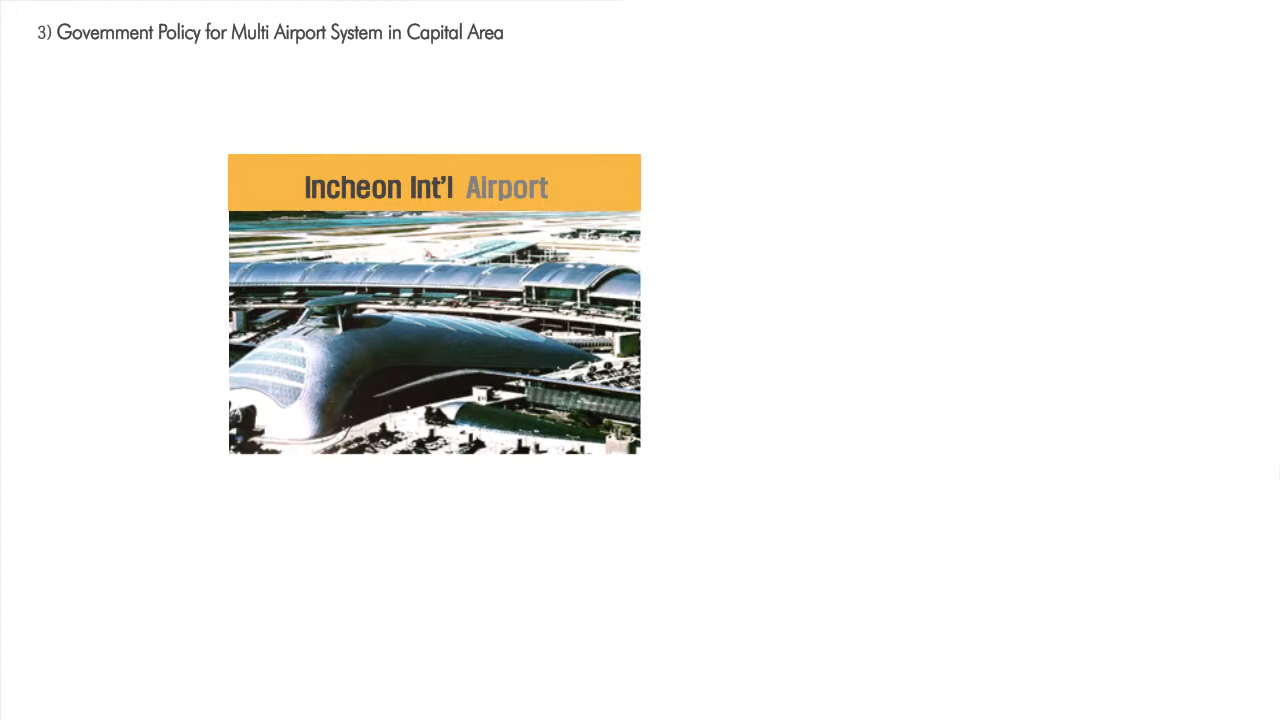 3) Government Policy for Multi Airport System in Capital Area
Incheon Int'l Airport